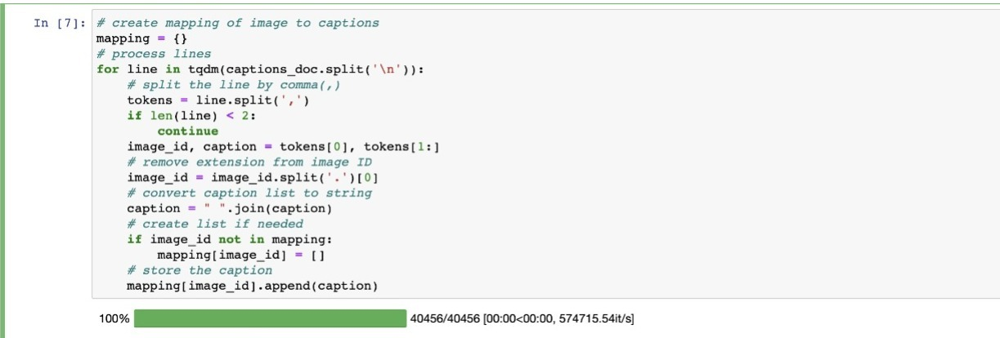 In [7]: # create mapping of image to captions
mapping = {}
# process lines
for line in tqdm(captions_doc.split('\n')):
    # split the line by comma(,)
    tokens = line.split(',')
    if len(line) < 2:
        continue
    image_id, caption = tokens[0], tokens[1:]
    # remove extension from image ID
    image_id = image_id.split('.')[0]
    # convert caption list to string
    caption = " ".join(caption)
    # create list if needed
    if image_id not in mapping:
        mapping[image_id] = []
    # store the caption
    mapping[image_id].append(caption)
100% 40456/40456 [00:00<00:00, 574715.54it/s]